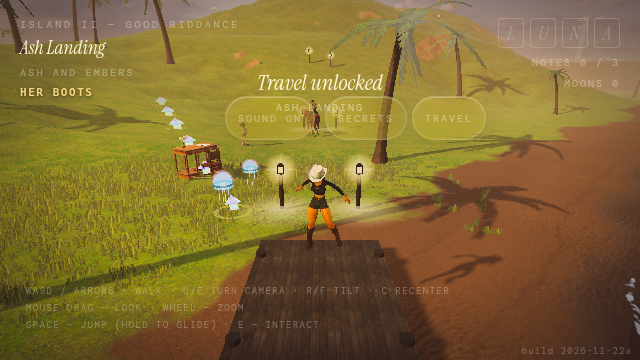 ISLAND II — GOOD RIDDANCE
Ash Landing
ASH AND EMBERS
HER BOOTS
LUNA
NOTES 0 / 3
MOONS 0
Travel unlocked
ASH LANDING
SOUND ON
SECRETS
TRAVEL
WASD / ARROWS — WALK · Q/E TURN CAMERA · R/F TILT · C RECENTER
MOUSE DRAG — LOOK · WHEEL — ZOOM
SPACE — JUMP (HOLD TO GLIDE) · E — INTERACT
build 2026-11-22a